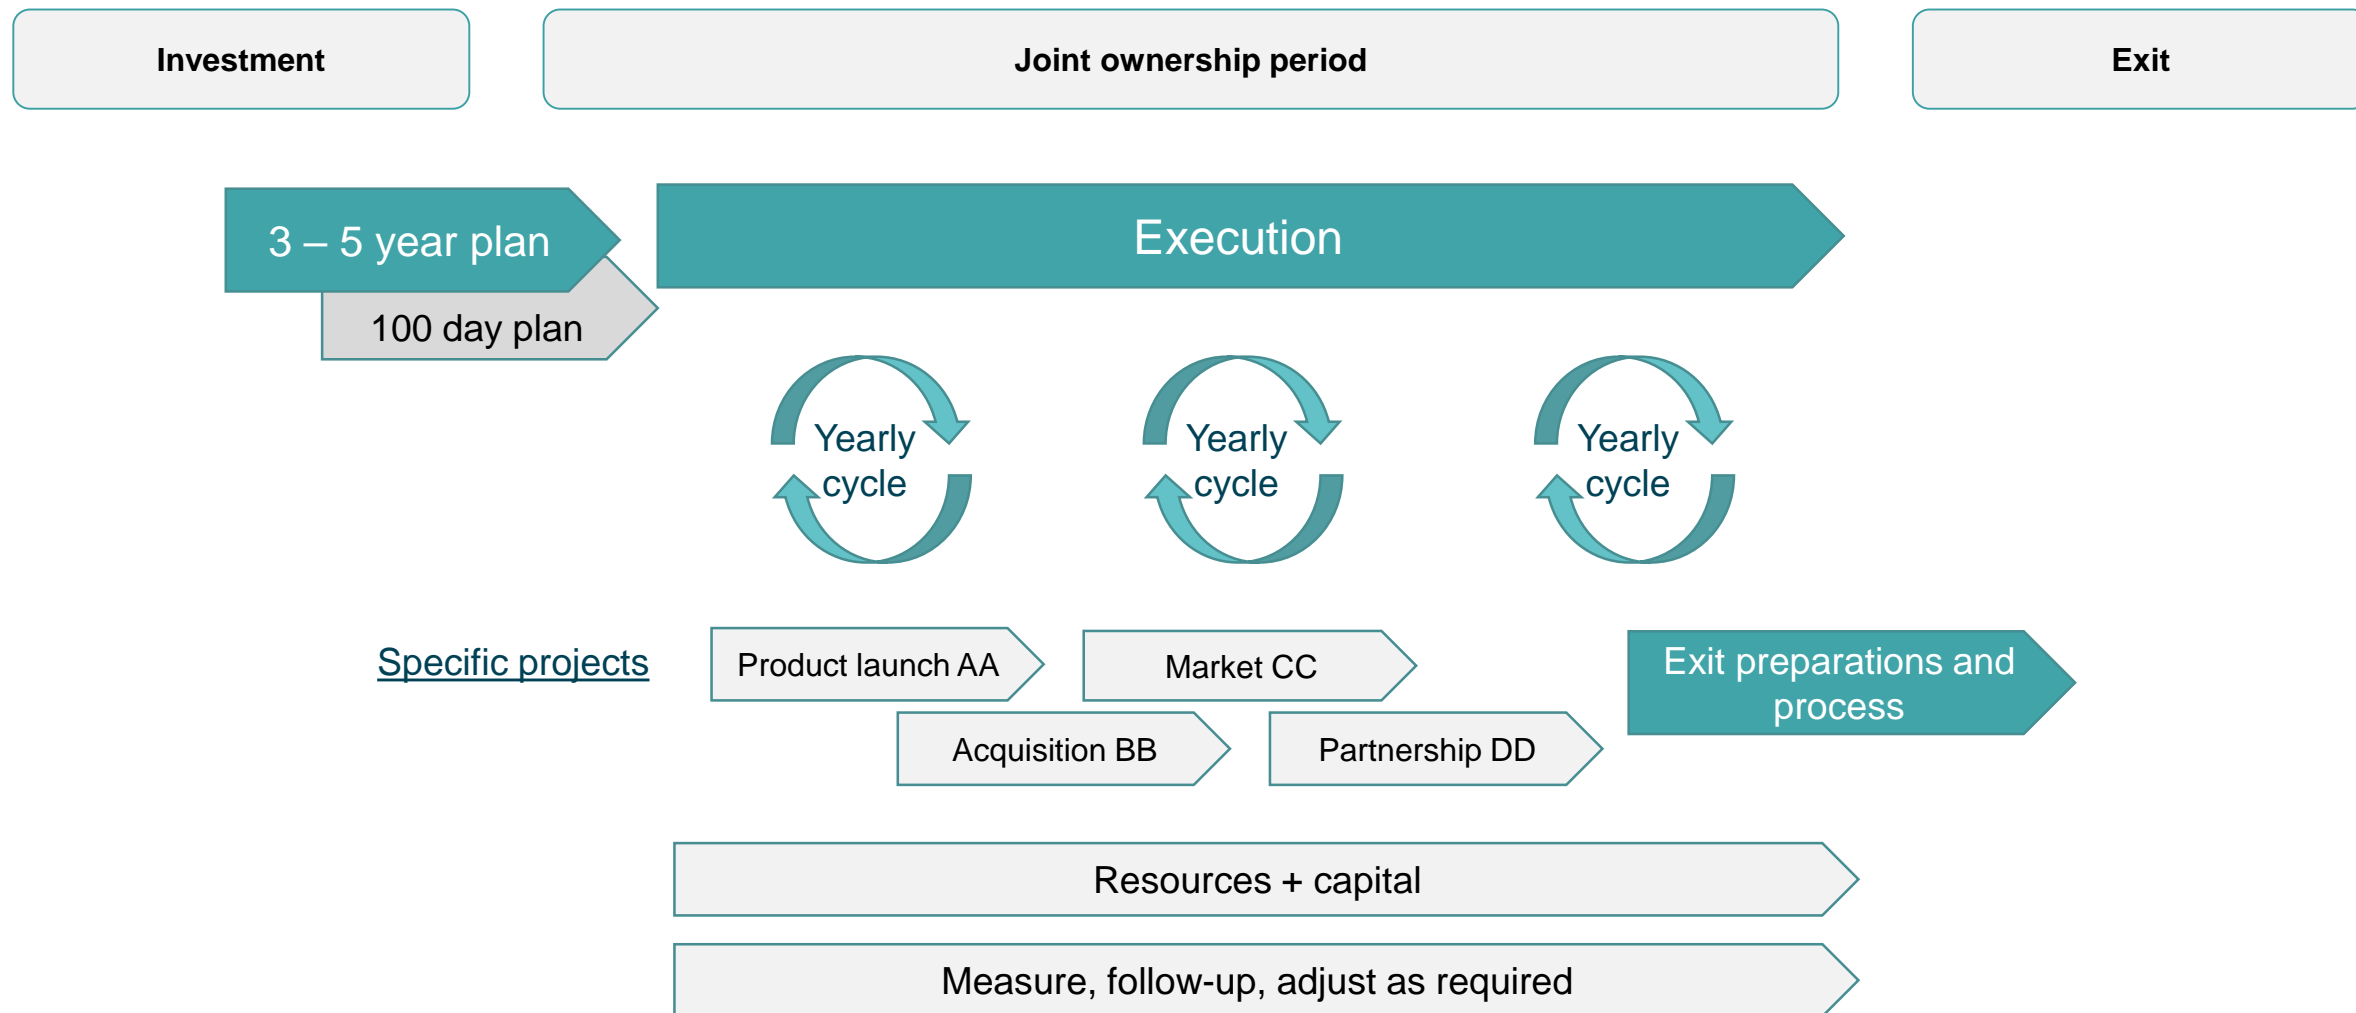 Investment
Joint ownership period
Exit
3 – 5 year plan
Execution
100 day plan
Yearly
cycle
Yearly
cycle
Yearly
cycle
Specific projects
Product launch AA
Market CC
Exit preparations and
process
Acquisition BB
Partnership DD
Resources + capital
Measure, follow-up, adjust as required